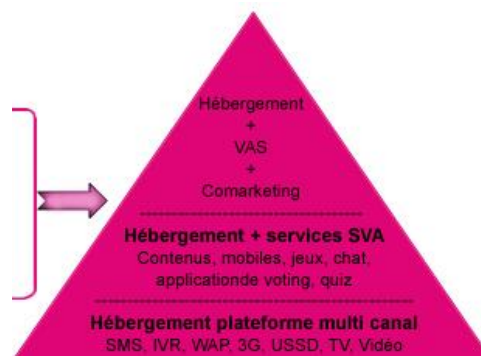 Hébergement
+
VAS
+
Comarketing
Hébergement + services SVA
Contenus, mobiles, jeux, chat,
applicationde voting, quiz
Hébergement plateforme multi canal
SMS, IVR, WAP, 3G, USSD, TV, Vidéo